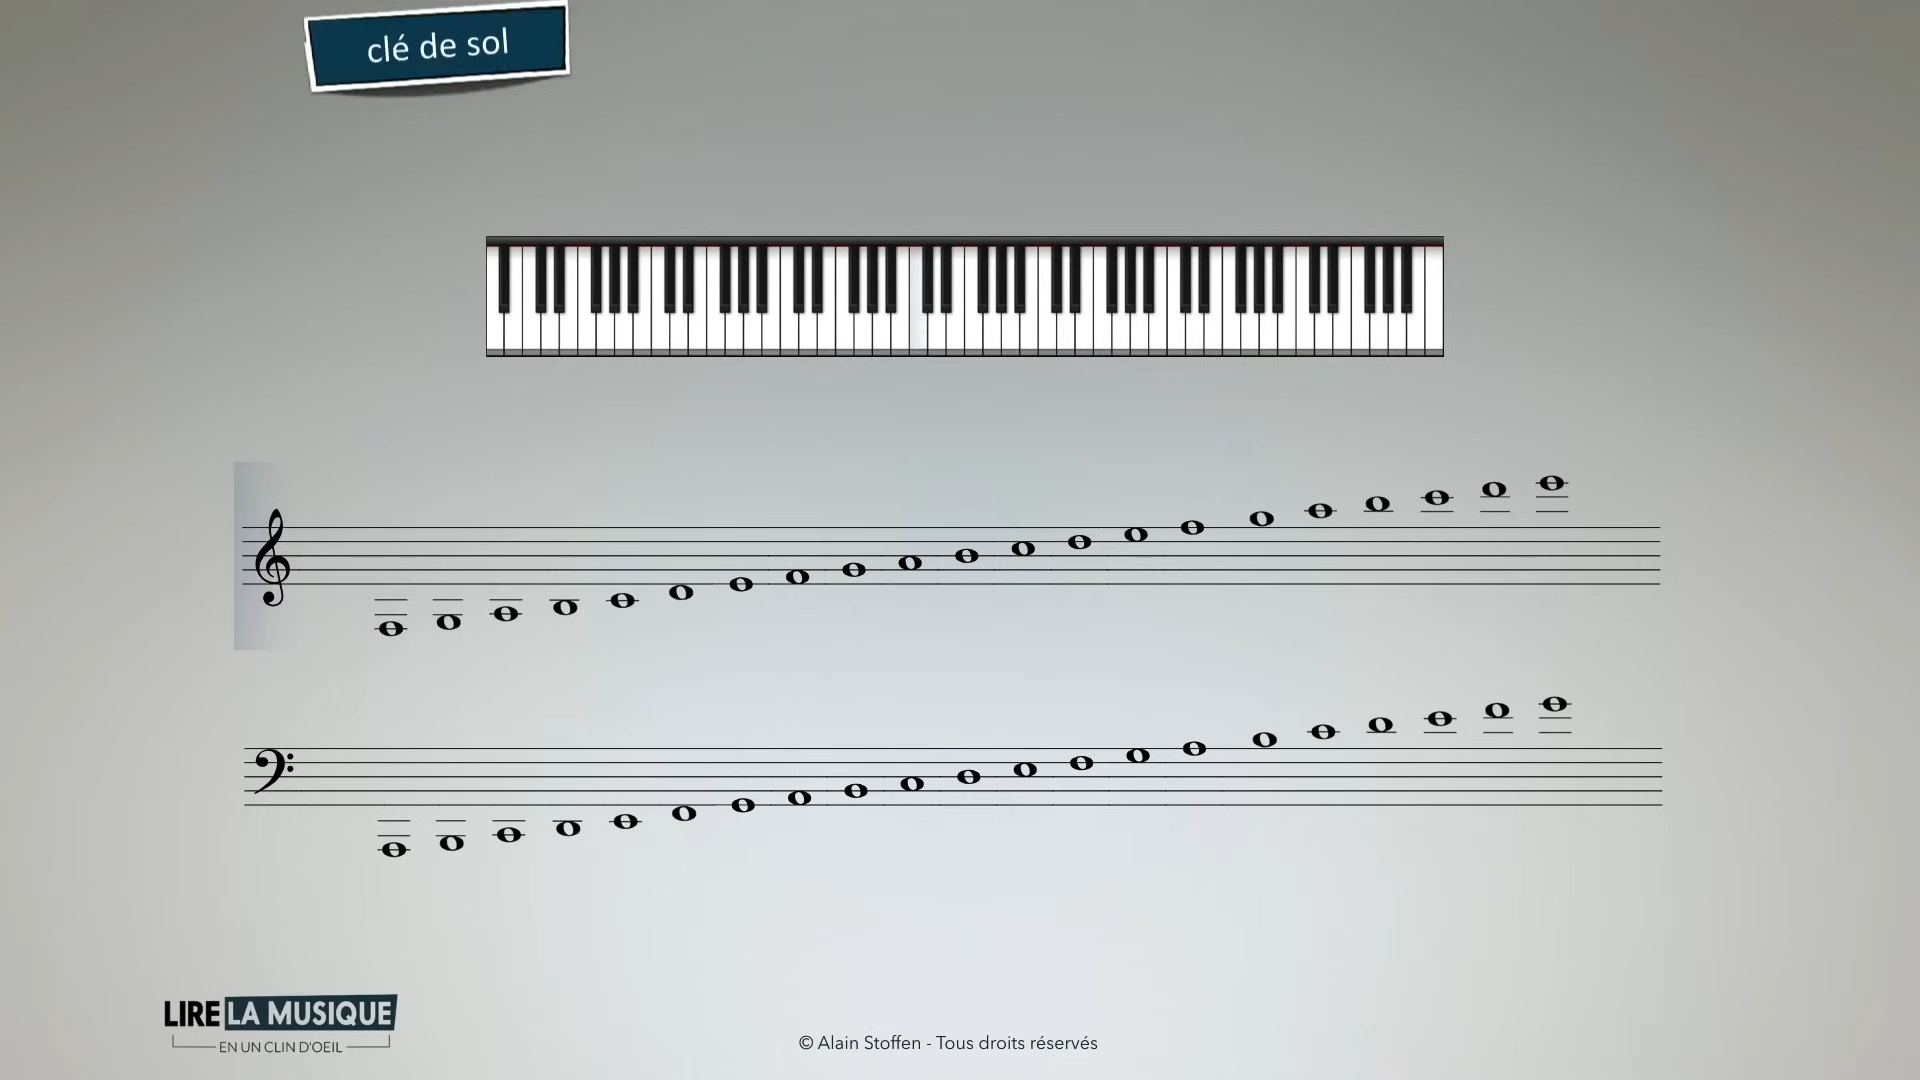 clé de sol
LIRE LA MUSIQUE
EN UN CLIN D'OEIL
© Alain Stoffen - Tous droits réservés